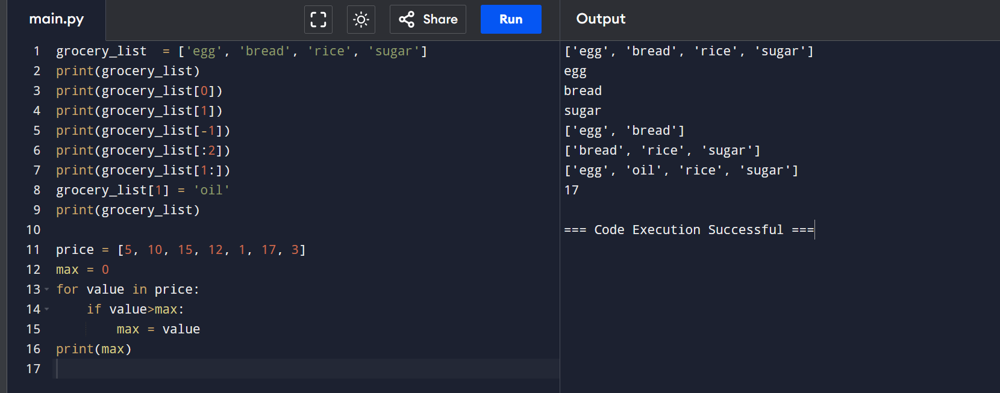 main.py
Share
Run
Output
1 grocery_list  = ['egg', 'bread', 'rice', 'sugar']
2 print(grocery_list)
3 print(grocery_list[0])
4 print(grocery_list[1])
5 print(grocery_list[-1])
6 print(grocery_list[:2])
7 print(grocery_list[1:])
8 grocery_list[1] = 'oil'
9 print(grocery_list)
10
11 price = [5, 10, 15, 12, 1, 17, 3]
12 max = 0
13 for value in price:
14     if value>max:
15         max = value
16 print(max)
17
['egg', 'bread', 'rice', 'sugar']
egg
bread
sugar
['egg', 'bread']
['bread', 'rice', 'sugar']
['egg', 'oil', 'rice', 'sugar']
17
=== Code Execution Successful ===